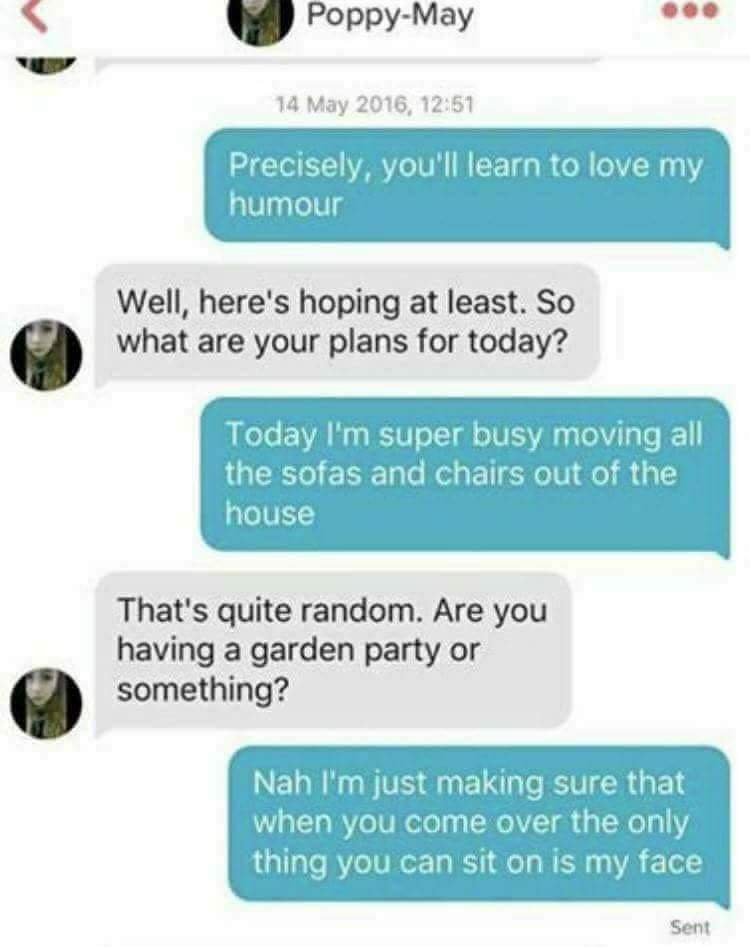 Poppy-May
14 May 2016, 12:51
Precisely, you'll learn to love my
humour
Well, here's hoping at least. So
what are your plans for today?
Today I'm super busy moving all
the sofas and chairs out of the
house
That's quite random. Are you
having a garden party or
something?
Nah I'm just making sure that
when you come over the only
thing you can sit on is my face
Sent